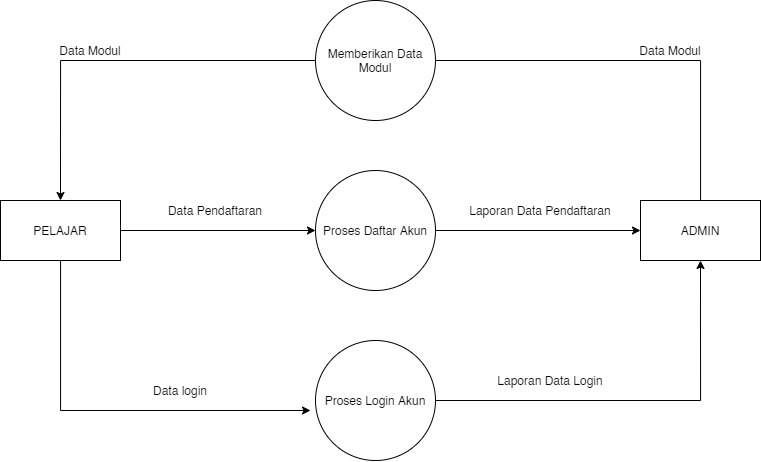 Data Modul
Memberikan Data
Modul
Data Modul
PELAJAR
Data Pendaftaran
Proses Daftar Akun
Laporan Data Pendaftaran
ADMIN
Data login
Proses Login Akun
Laporan Data Login